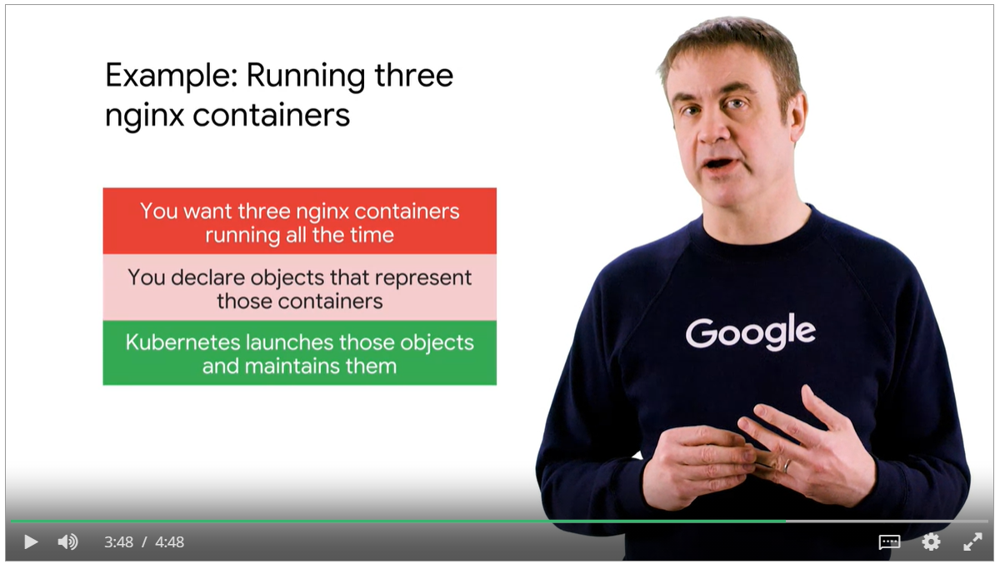 Example: Running three
nginx containers
You want three nginx containers
running all the time
You declare objects that represent
those containers
Kubernetes launches those objects
and maintains them
Google
3:48 / 4:48